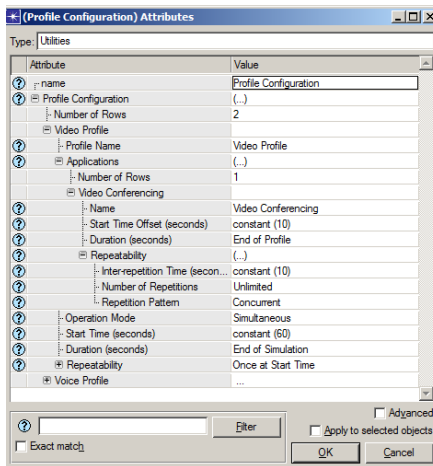 (Profile Configuration) Attributes
Type: Utilities
Attribute Value
name Profile Configuration
Profile Configuration (...)
Number of Rows 2
Video Profile
Profile Name Video Profile
Applications (...)
Number of Rows 1
Video Conferencing
Name Video Conferencing
Start Time Offset (seconds) constant (10)
Duration (seconds) End of Profile
Repeatability (...)
Inter-repetition Time (secon... constant (10)
Number of Repetitions Unlimited
Repetition Pattern Concurrent
Operation Mode Simultaneous
Start Time (seconds) constant (60)
Duration (seconds) End of Simulation
Repeatability Once at Start Time
Voice Profile ...
Advanced
Filter Apply to selected objects
Exact match OK Cancel